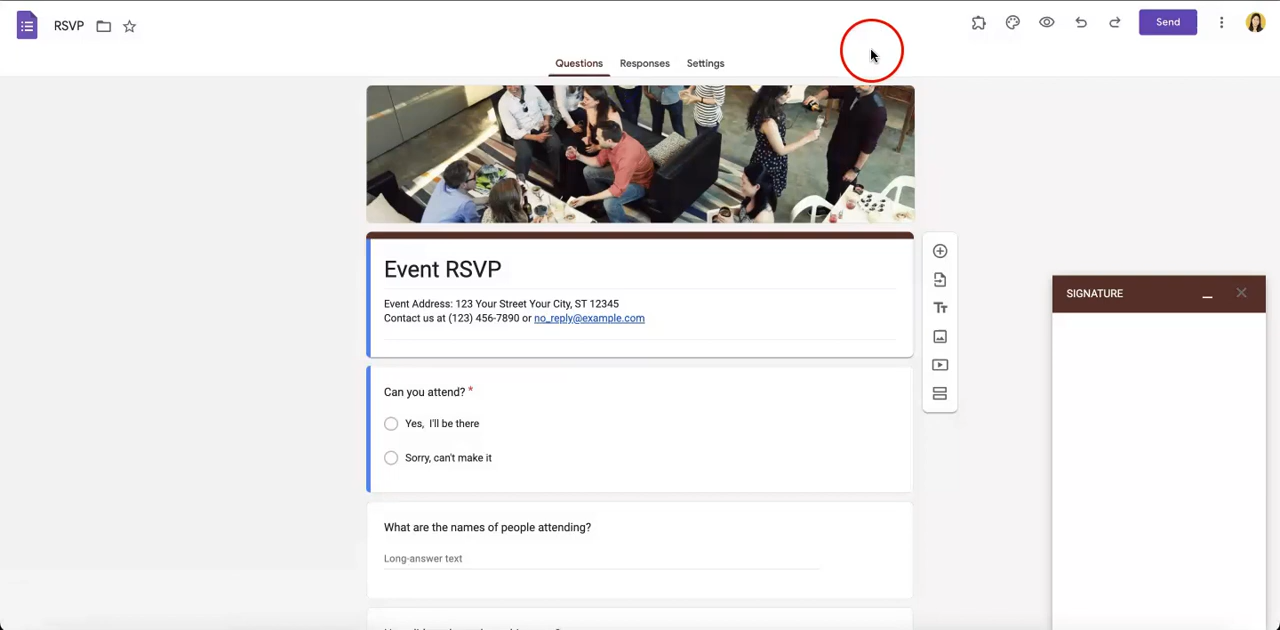 RSVP
Send
Questions
Responses
Settings
Event RSVP
Event Address: 123 Your Street Your City, ST 12345
Contact us at (123) 456-7890 or no_reply@example.com
SIGNATURE
Can you attend? *
Yes, I'll be there
Sorry, can't make it
What are the names of people attending?
Long-answer text